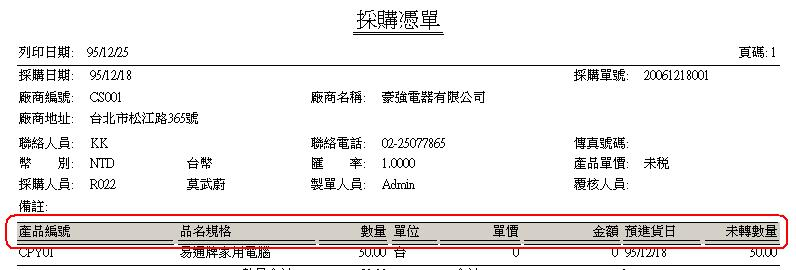 採購憑單
列印日期: 95/12/25 頁碼: 1
採購日期: 95/12/18 採購單號: 20061218001
廠商編號: CS001 廠商名稱: 豪強電器有限公司
廠商地址: 台北市松江路365號
聯絡人員: KK 聯絡電話: 02-25077865 傳真號碼:
幣 別: NTD 台幣 匯 率: 1.0000 產品單價: 未稅
採購人員: R022 莫武蔚 製單人員: Admin 覆核人員:
備註:
產品編號 品名規格 數量 單位 單價 金額 預進貨日 未轉數量
CPY01 易通牌家用電腦 50.00 台 0 0 95/12/18 50.00